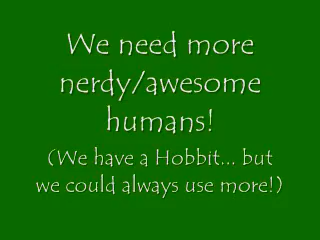 We need more
nerdy/awesome
humans!
(We have a Hobbit... but
we could always use more!)